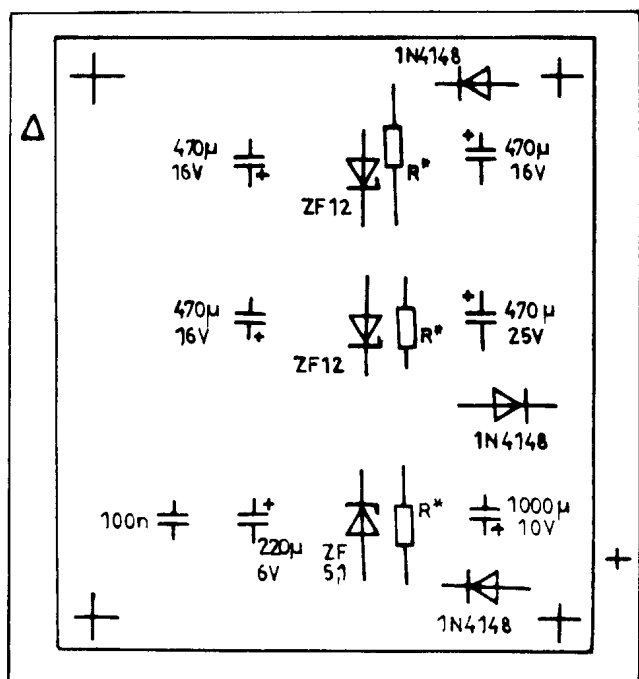 1N4148
470µ
16V
ZF12
R*
470µ
16V
470µ
16V
ZF12
R*
470µ
25V
1N4148
100n
220µ
6V
ZF
5,1
R*
1000µ
10V
1N4148